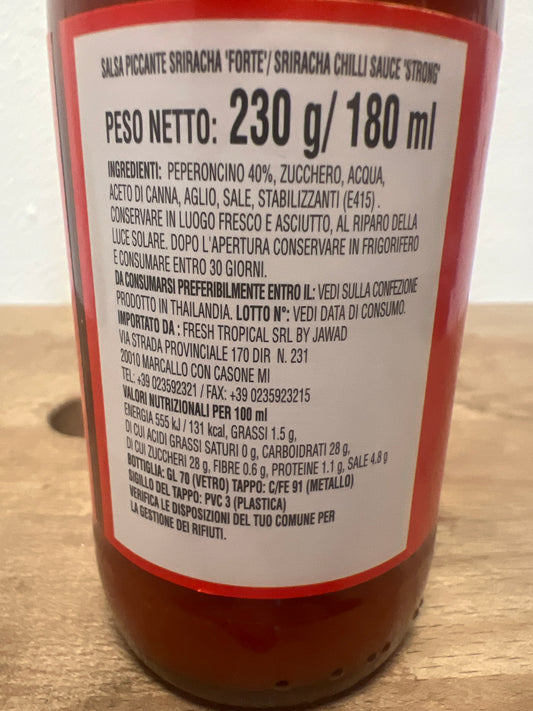 SALSA PICCANTE SRIRACHA 'FORTE'/ SRIRACHA CHILLI SAUCE 'STRONG'
PESO NETTO: 230 g/ 180 ml
INGREDIENTI: PEPERONCINO 40%, ZUCCHERO, ACQUA,
ACETO DI CANNA, AGLIO, SALE, STABILIZZANTI (E415) .
CONSERVARE IN LUOGO FRESCO E ASCIUTTO, AL RIPARO DELLA
LUCE SOLARE. DOPO L'APERTURA CONSERVARE IN FRIGORIFERO
E CONSUMARE ENTRO 30 GIORNI.
DA CONSUMARSI PREFERIBILMENTE ENTRO IL: VEDI SULLA CONFEZIONE
PRODOTTO IN THAILANDIA. LOTTO N°: VEDI DATA DI CONSUMO.
IMPORTATO DA : FRESH TROPICAL SRL BY JAWAD
VIA STRADA PROVINCIALE 170 DIR N. 231
20010 MARCALLO CON CASONE MI
TEL: +39 023592321 / FAX: +39 0235923215
VALORI NUTRIZIONALI PER 100 ml
ENERGIA 555 kJ / 131 kcal, GRASSI 1.5 g,
DI CUI ACIDI GRASSI SATURI 0 g, CARBOIDRATI 28 g,
DI CUI ZUCCHERI 28 g, FIBRE 0.6 g, PROTEINE 1.1 g, SALE 4.8 g
BOTTIGLIA: GL 70 (VETRO) TAPPO: C/FE 91 (METALLO)
SIGILLO DEL TAPPO: PVC 3 (PLASTICA)
VERIFICA LE DISPOSIZIONI DEL TUO COMUNE PER
LA GESTIONE DEI RIFIUTI.